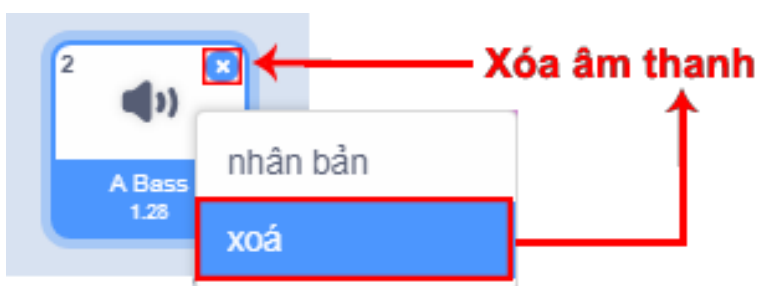 2
Xóa âm thanh
nhân bản
A Bass
1.28
xoá